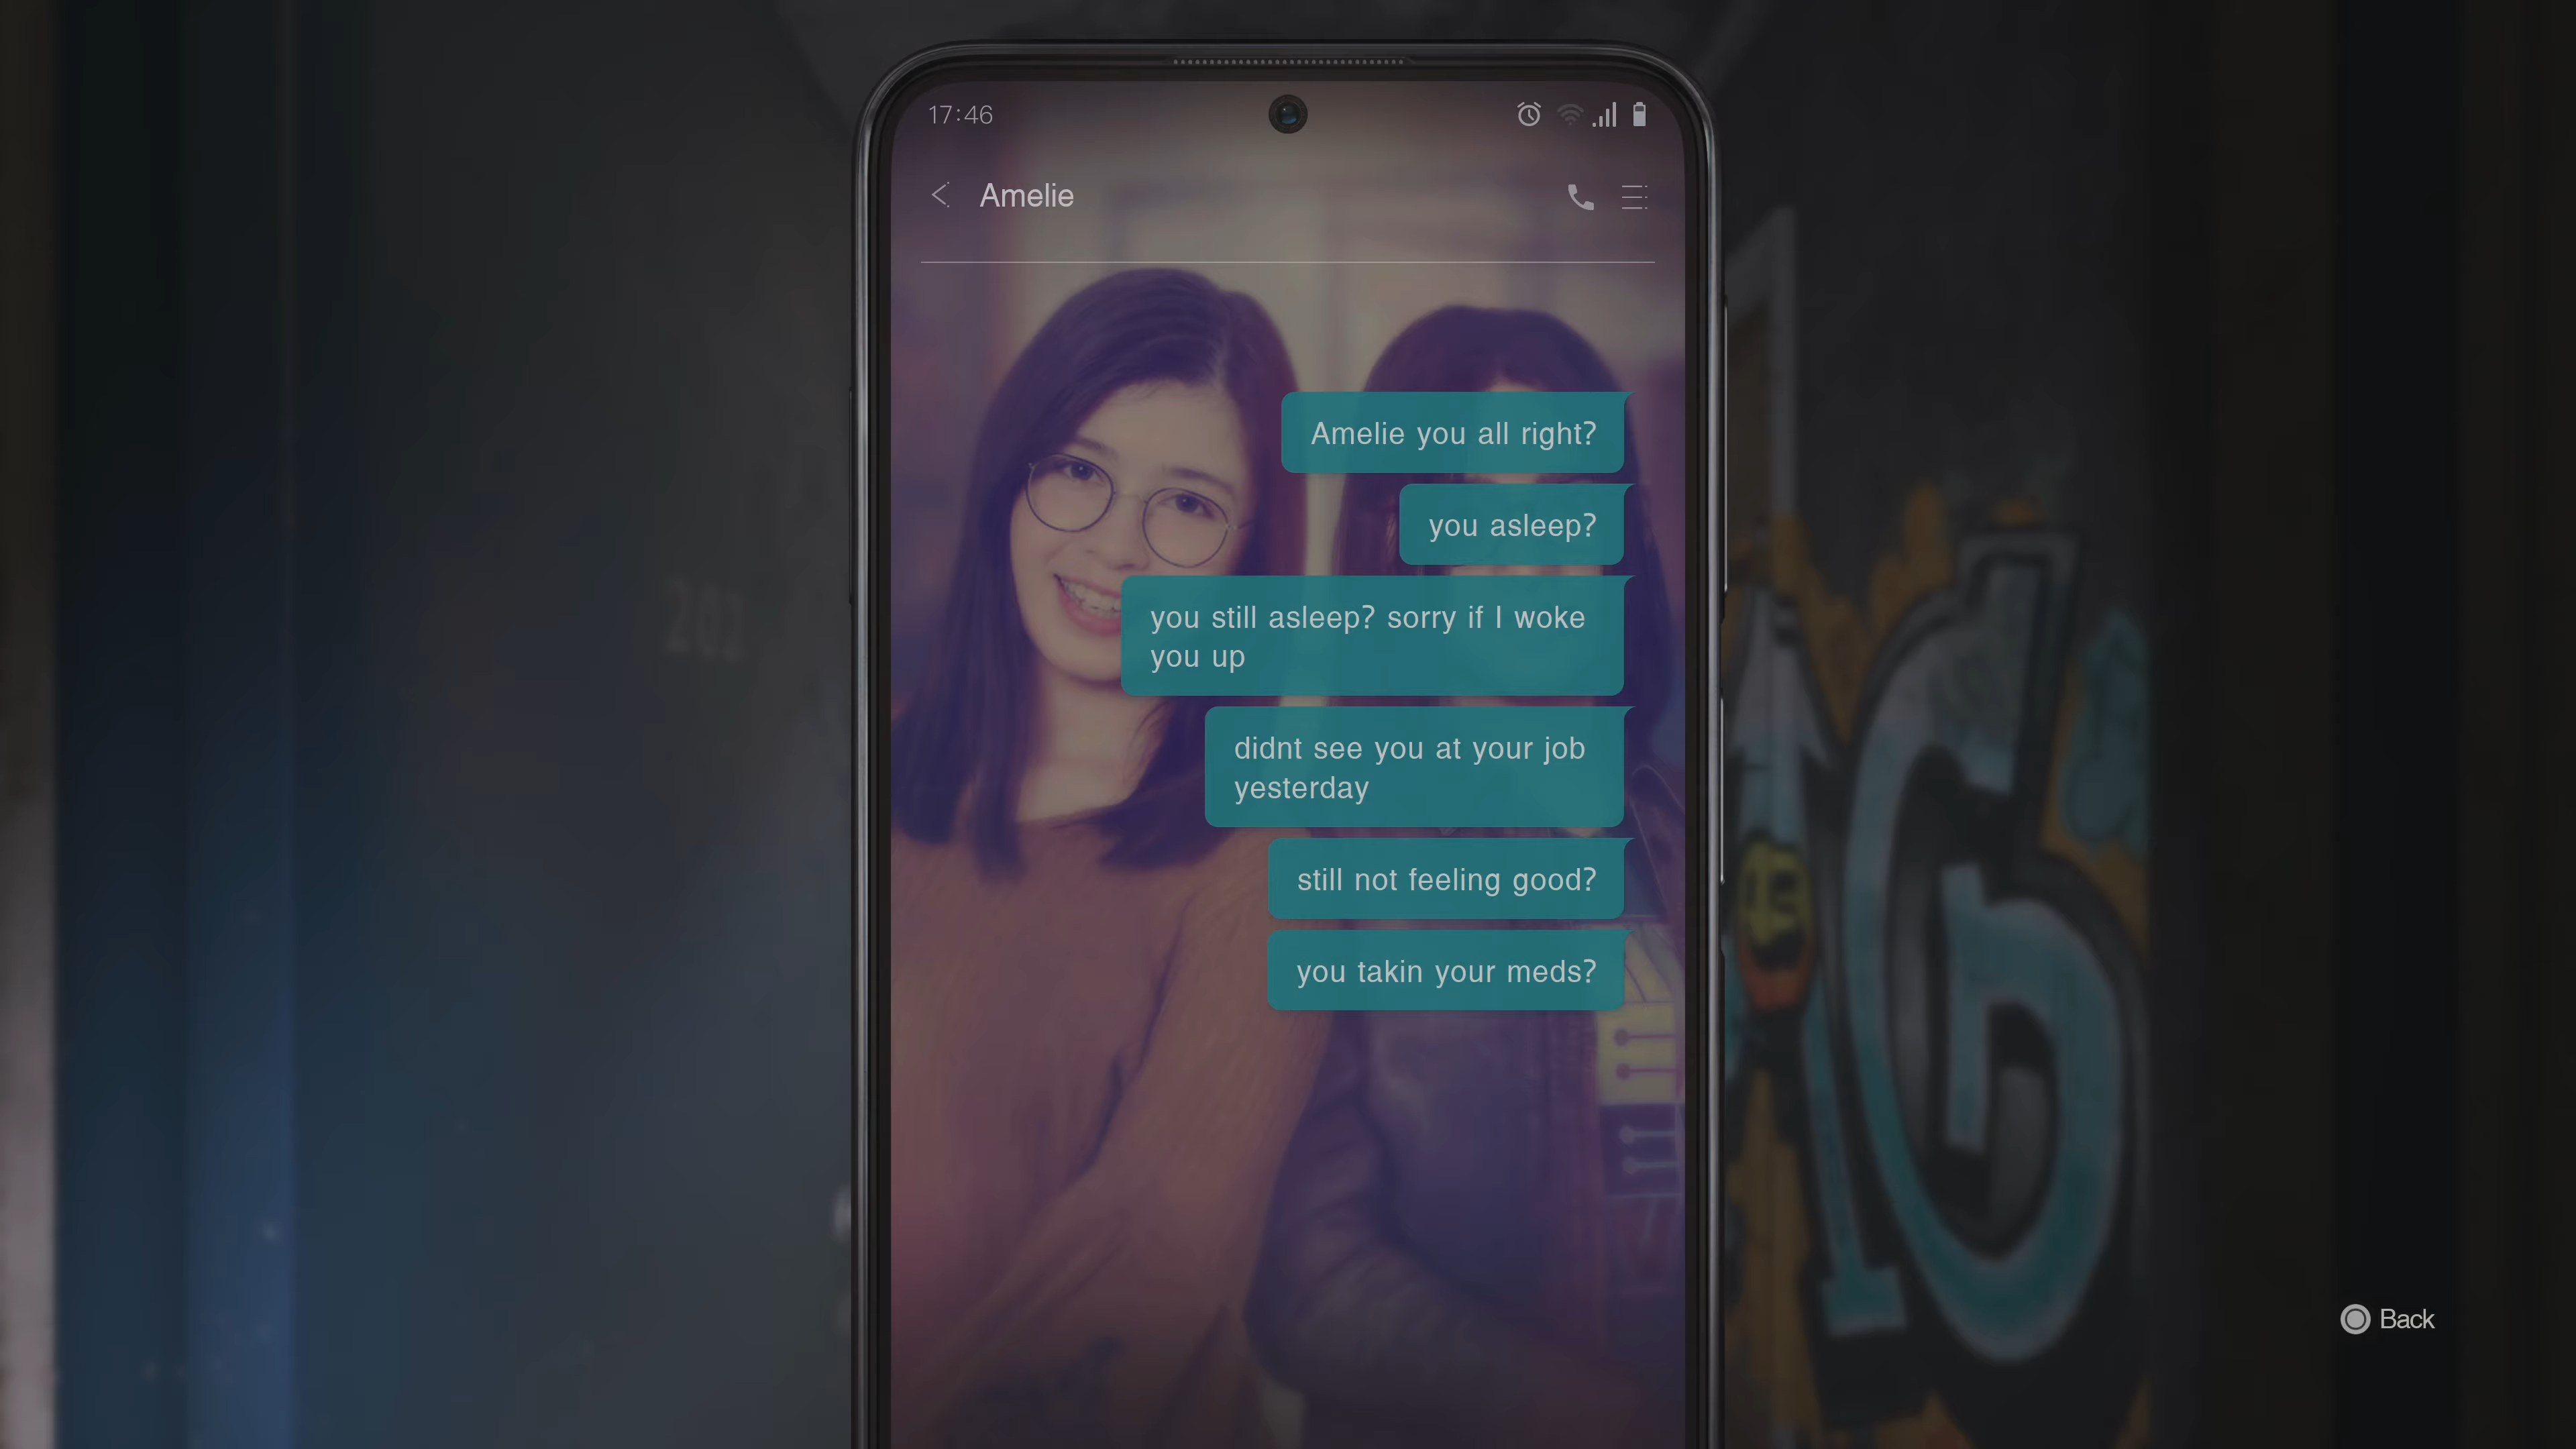 17:46
Amelie
Amelie you all right?
you asleep?
you still asleep? sorry if I woke
you up
didnt see you at your job
yesterday
still not feeling good?
you takin your meds?
202
Back